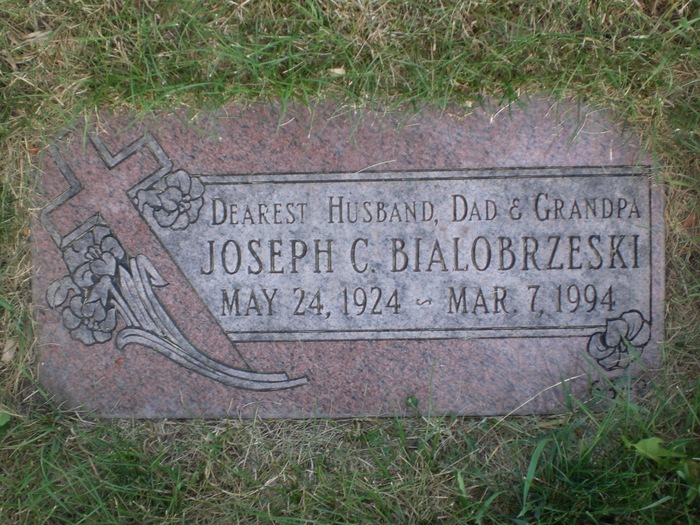 Dearest Husband, Dad & Grandpa
JOSEPH C. BIALOBRZESKI
MAY 24, 1924 ~ MAR. 7, 1994